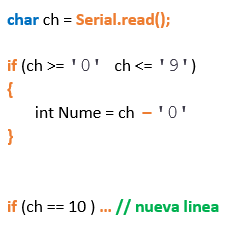 char ch = Serial.read();
if (ch >= '0' ch <= '9')
{
int Nume = ch – '0'
}
if (ch == 10 ) ... // nueva linea